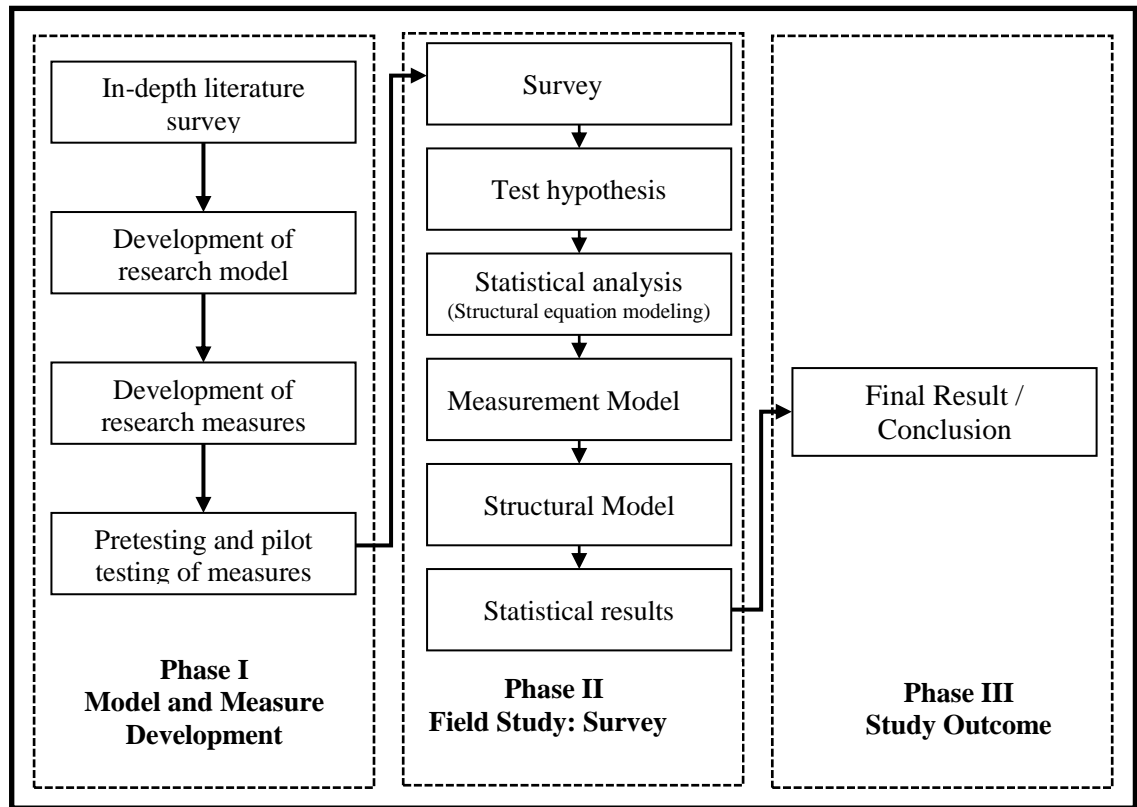 In-depth literature
survey
Development of
research model
Development of
research measures
Pretesting and pilot
testing of measures
Phase I
Model and Measure
Development
Survey
Test hypothesis
Statistical analysis
(Structural equation modeling)
Measurement Model
Structural Model
Statistical results
Phase II
Field Study: Survey
Final Result /
Conclusion
Phase III
Study Outcome